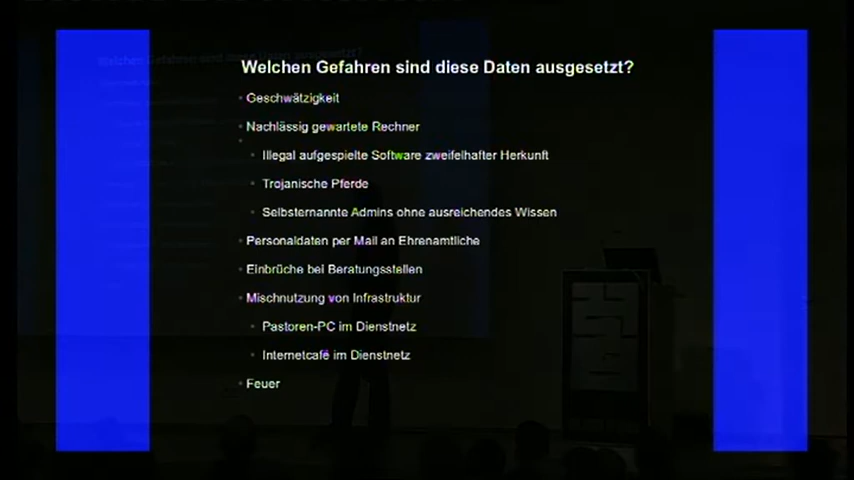 Welchen Gefahren sind diese Daten ausgesetzt?
Geschwätzigkeit
Nachlässig gewartete Rechner
Illegal aufgespielte Software zweifelhafter Herkunft
Trojanische Pferde
Selbsternannte Admins ohne ausreichendes Wissen
Personaldaten per Mail an Ehrenamtliche
Einbrüche bei Beratungsstellen
Mischnutzung von Infrastruktur
Pastoren-PC im Dienstnetz
Internetcafé im Dienstnetz
Feuer